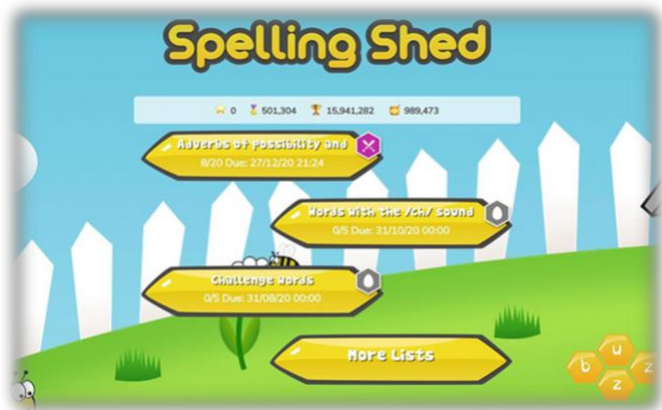 Spelling Shed
0 501,304 15,941,282 989,473
Adverbs of possibility and
8/20 Due: 27/12/20 21:24
Words with the /ch/ sound
0/5 Due: 31/10/20 00:00
Challenge words
0/5 Due: 31/08/20 00:00
More Lists
b u z z